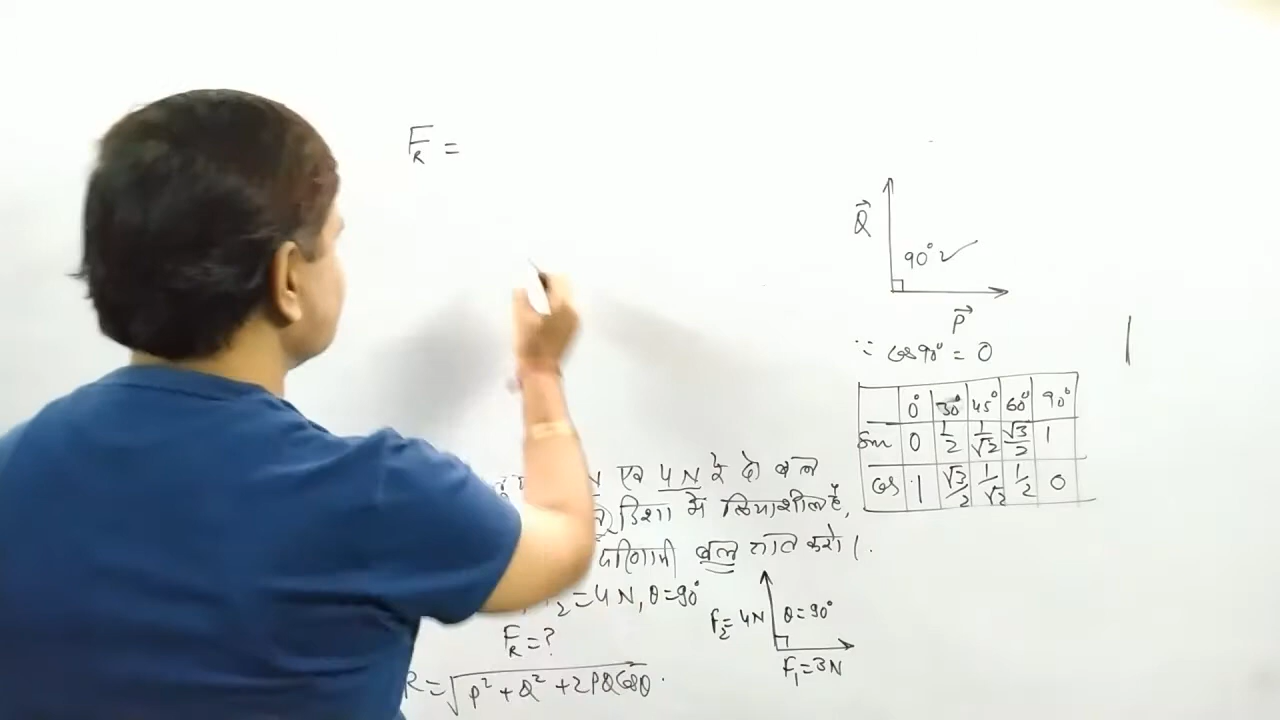 F_R =
Q⃗
90°
P⃗
∵ cos 90° = 0
0° 30° 45° 60° 90°
Sin 0 1/2 1/√2 √3/2 1
Cos 1 √3/2 1/√2 1/2 0
N एवं 4 N के दो बल
दिशा में क्रियाशील हैं,
परिणामी बल ज्ञात करो।
₂ = 4 N, θ = 90°
F_R = ?
R = √P² + Q² + 2PQ Cosθ
F₂ = 4N θ = 90°
F₁ = 3N